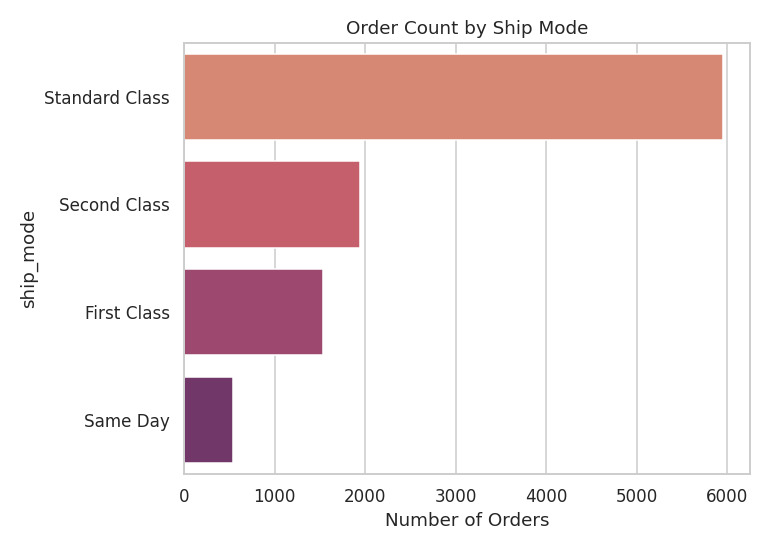 Order Count by Ship Mode
ship_mode
Standard Class
Second Class
First Class
Same Day
0 1000 2000 3000 4000 5000 6000
Number of Orders